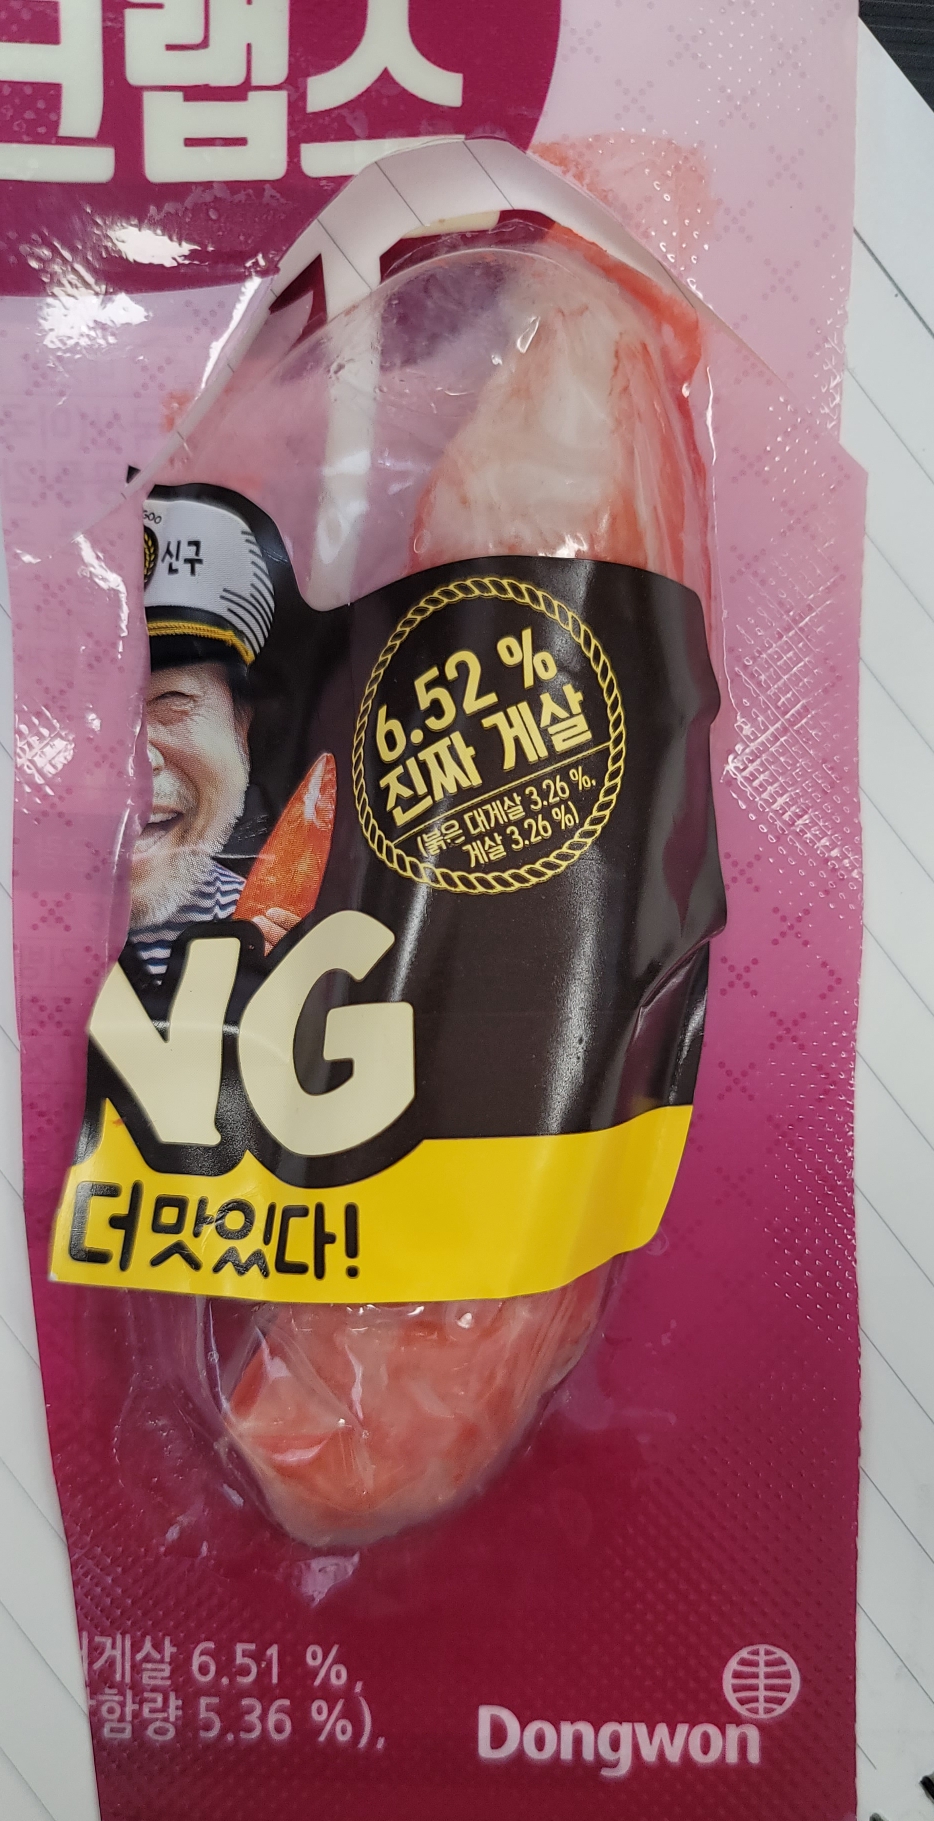 크랩스
GOO
신구
6.52 %
진짜 게살
(붉은 대게살 3.26 %,
게살 3.26 %)
NG
더 맛있다!
게살 6.51 %,
함량 5.36 %),
Dongwon